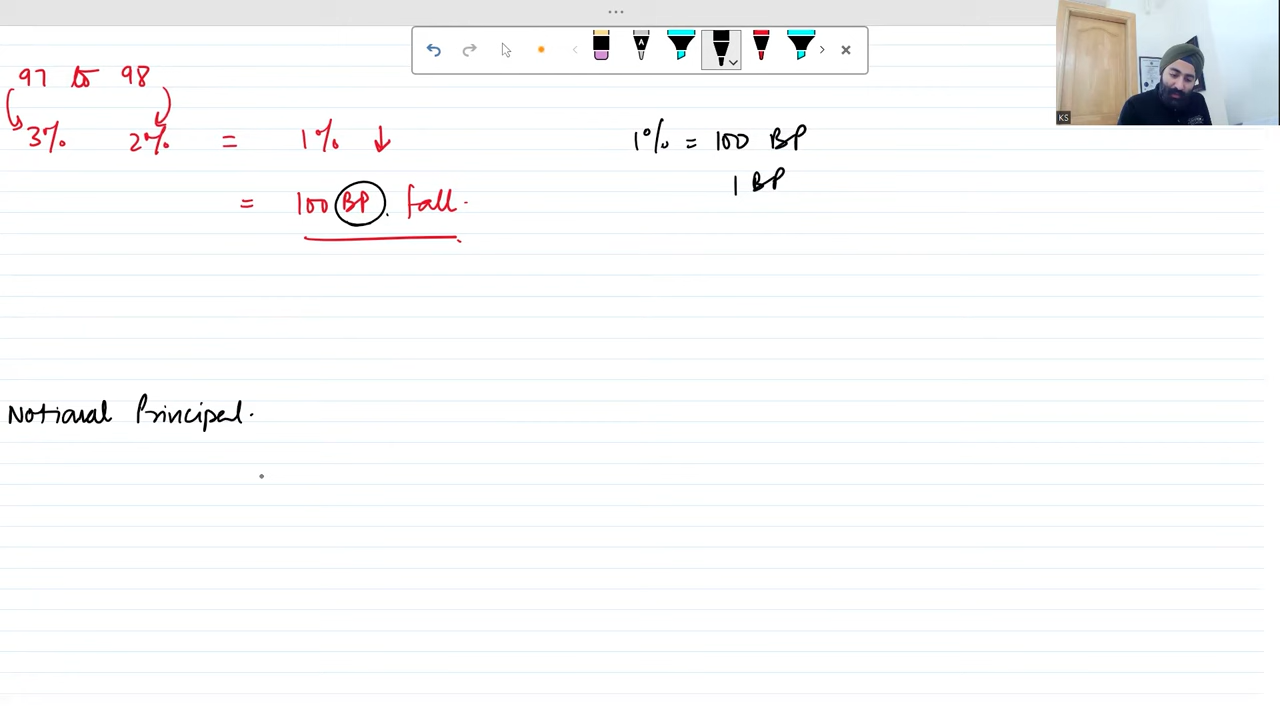 97 to 98
3% 2% = 1% ↓
= 100 BP. fall.
1% = 100 BP
1 BP
Notional Principal.
KS